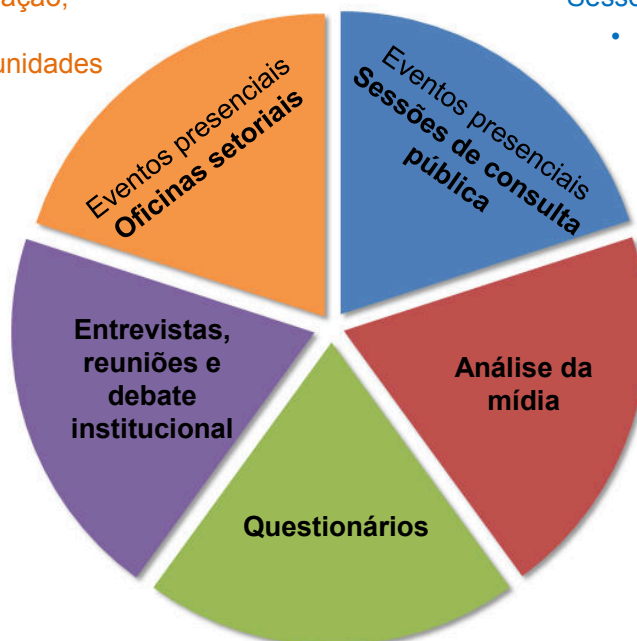 unidades
•
Eventos presenciais
Oficinas setoriais
Eventos presenciais
Sessões de consulta
pública
Entrevistas,
reuniões e
debate
institucional
Análise da
mídia
Questionários